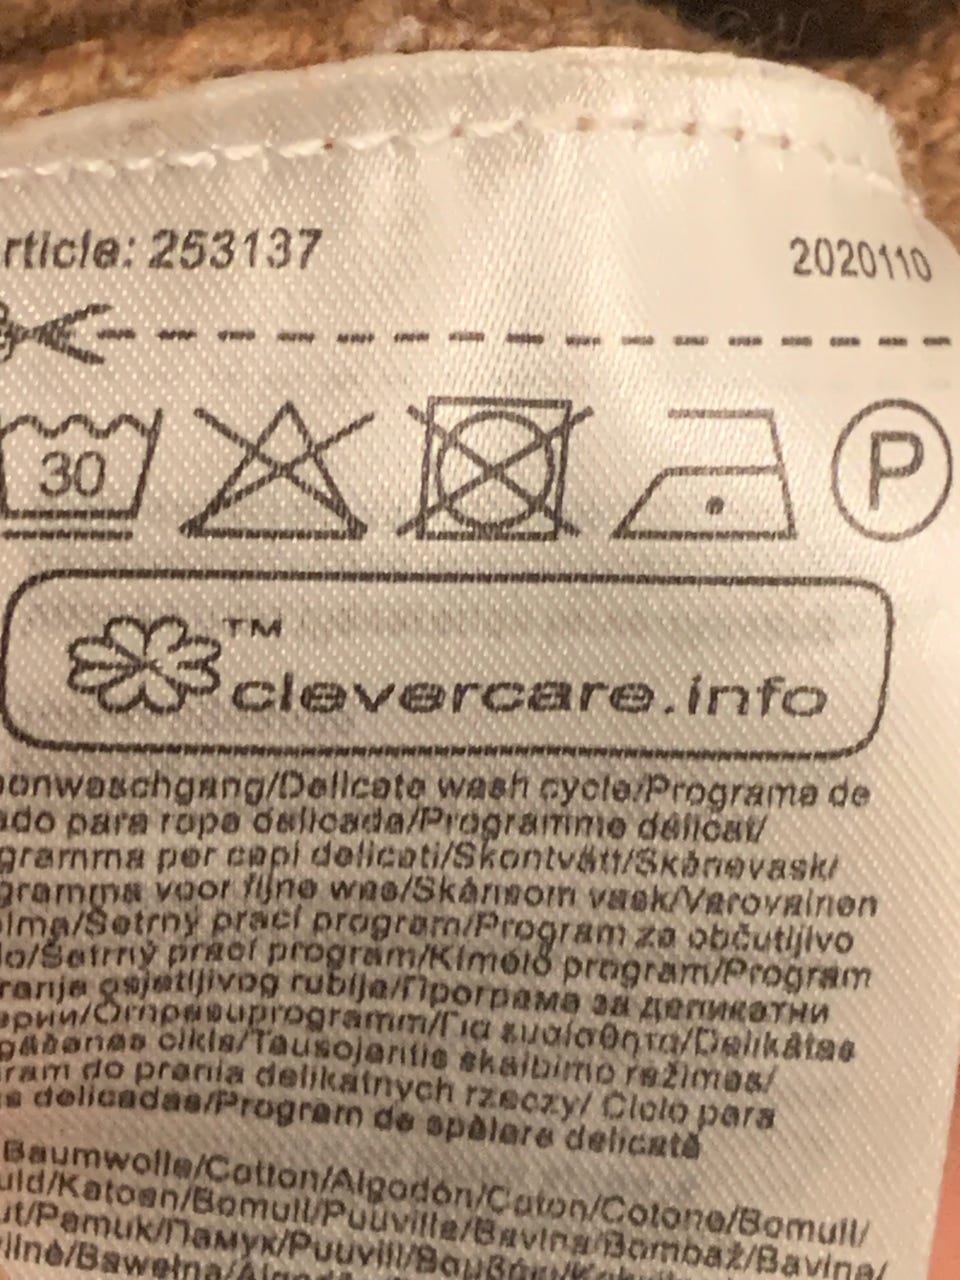 rticle: 253137 2020110
30 P
™
clevercare.info
onwaschgang/Delicate wash cycle/Programa de
ado para ropa delicada/Programme délicat/
gramma per capi delicati/Skontvätt/Skånevask/
gramma voor fijne was/Skånsom vask/Varovainen
elma/Šetrný prací program/Program za občutljivo
lo/Šetrný prací program/Kímélő program/Program
ranja osjetljivog rublja/Програма за деликатни
ерии/Õrnpesuprogramm/Για ευαίσθητα/Delikātas
gāšanas cikls/Tausojantis skalbimo režimas/
ram do prania delikatnych rzeczy/ Ciclo para
s delicadas/Program de spălare delicată
Baumwolle/Cotton/Algodón/Coton/Cotone/Bomull/
uld/Katoen/Bomull/Puuvilla/Bavlna/Bombaž/Bavlna/
ut/Pamuk/Памук/Puuvill/Βαμβάκι/
vilnė/Bawełna/